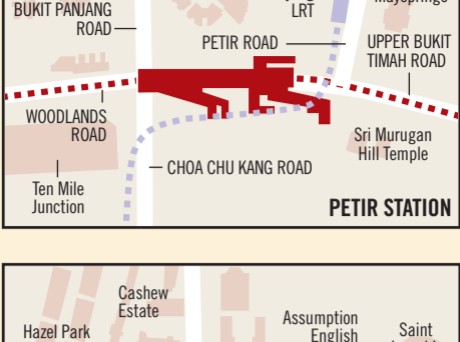 BUKIT PANJANG
ROAD
LRT
PETIR ROAD
UPPER BUKIT
TIMAH ROAD
WOODLANDS
ROAD
Sri Murugan
Hill Temple
CHOA CHU KANG ROAD
Ten Mile
Junction
PETIR STATION
Cashew
Estate
Hazel Park
Assumption
English
Saint